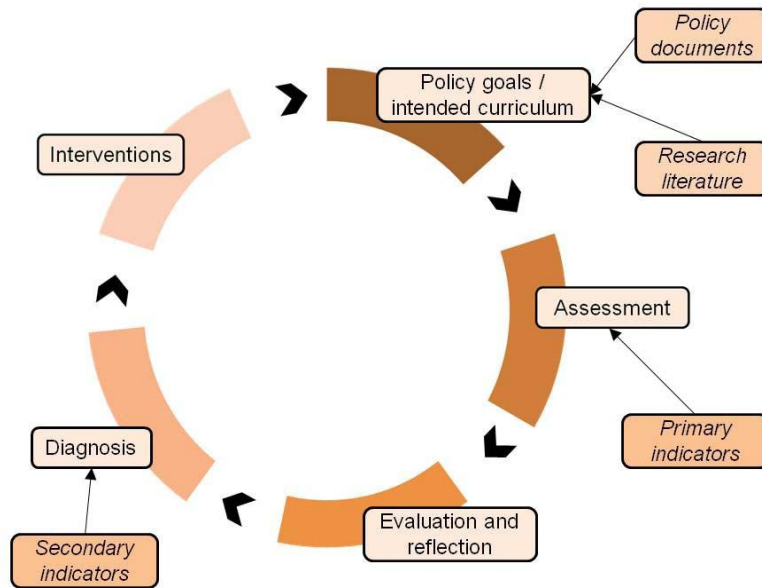 Policy
documents
Policy goals /
intended curriculum
Research
literature
Interventions
Assessment
Primary
indicators
Diagnosis
Evaluation and
reflection
Secondary
indicators